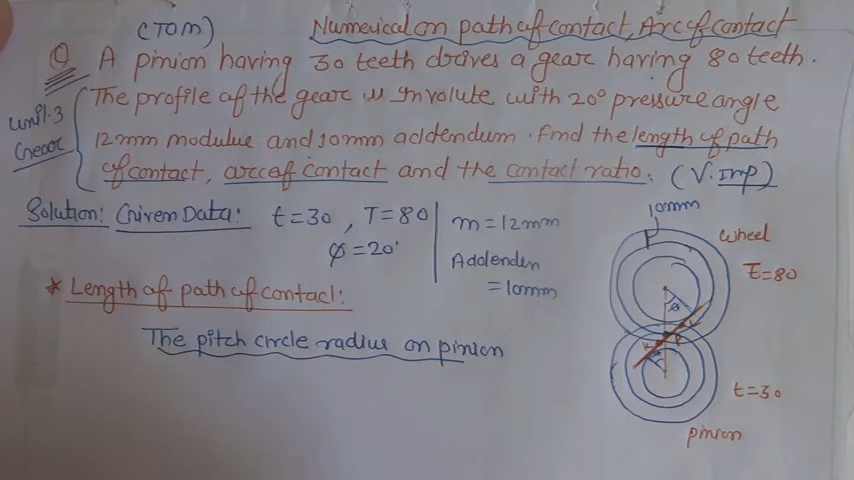 (TOM) Numerical on path of contact, Arc of contact
Q A pinion having 30 teeth drives a gear having 80 teeth.
The profile of the gear is Involute with 20° pressure angle
12mm modulue and 10mm addendum. Find the length of path
of contact, arc of contact and the contact ratio. (V. Imp)
Unit-3
Gear
Solution: Given Data: t=30, T=80
φ=20°
m=12mm
Addenden
=10mm
* Length of path of contact:
The pitch circle radius on pinion
10mm
wheel
T=80
φ
P
t=30
pinion